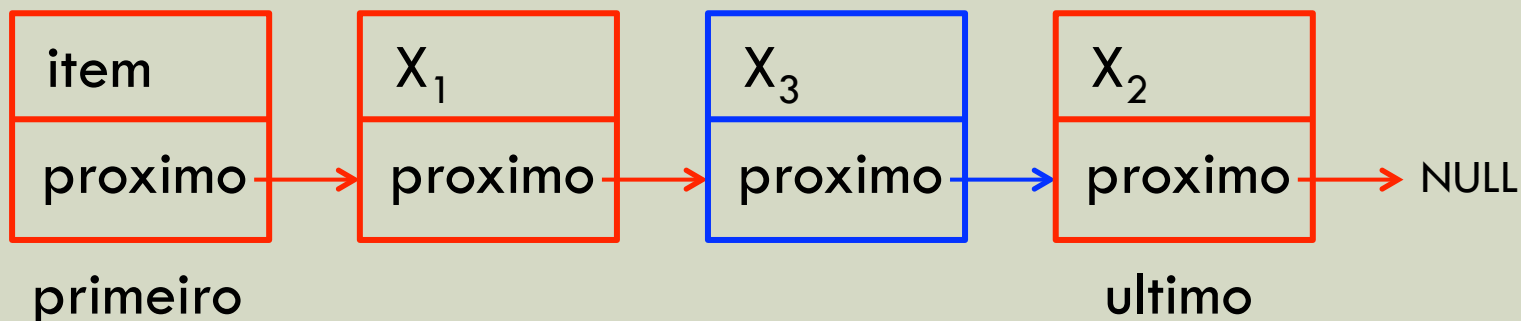 item X₁ X₃ X₂
proximo proximo proximo proximo NULL
primeiro ultimo